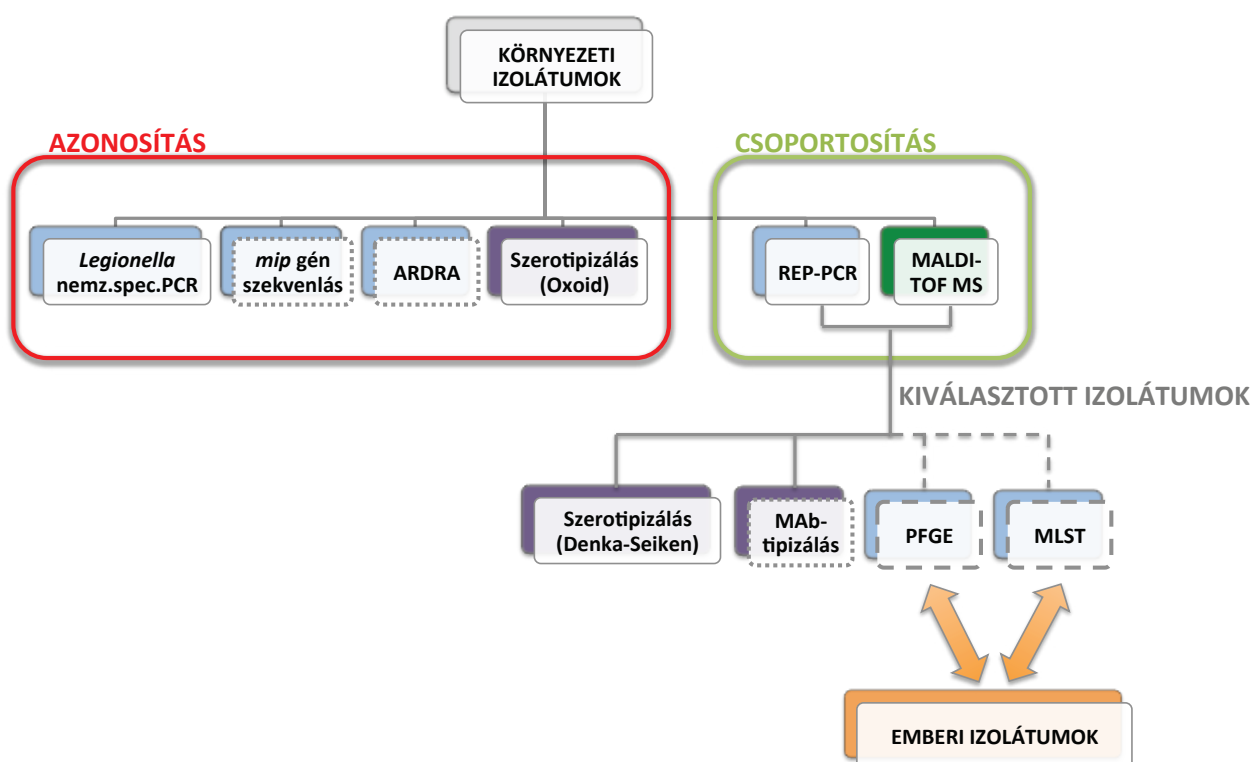 KÖRNYEZETI
IZOLÁTUMOK
AZONOSÍTÁS
CSOPORTOSÍTÁS
Legionella
nemz.spec.PCR
mip gén
szekvenlás
ARDRA
Szerotipizálás
(Oxoid)
REP-PCR
MALDI-
TOF MS
KIVÁLASZTOTT IZOLÁTUMOK
Szerotipizálás
(Denka-Seiken)
MAb-
tipizálás
PFGE
MLST
EMBERI IZOLÁTUMOK